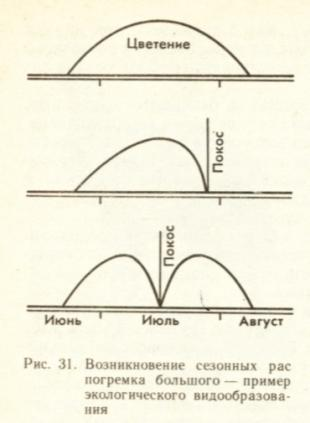 Цветение
Покос
Покос
Июнь Июль Август
Рис. 31. Возникновение сезонных рас
погремка большого — пример
экологического видообразова-
ния